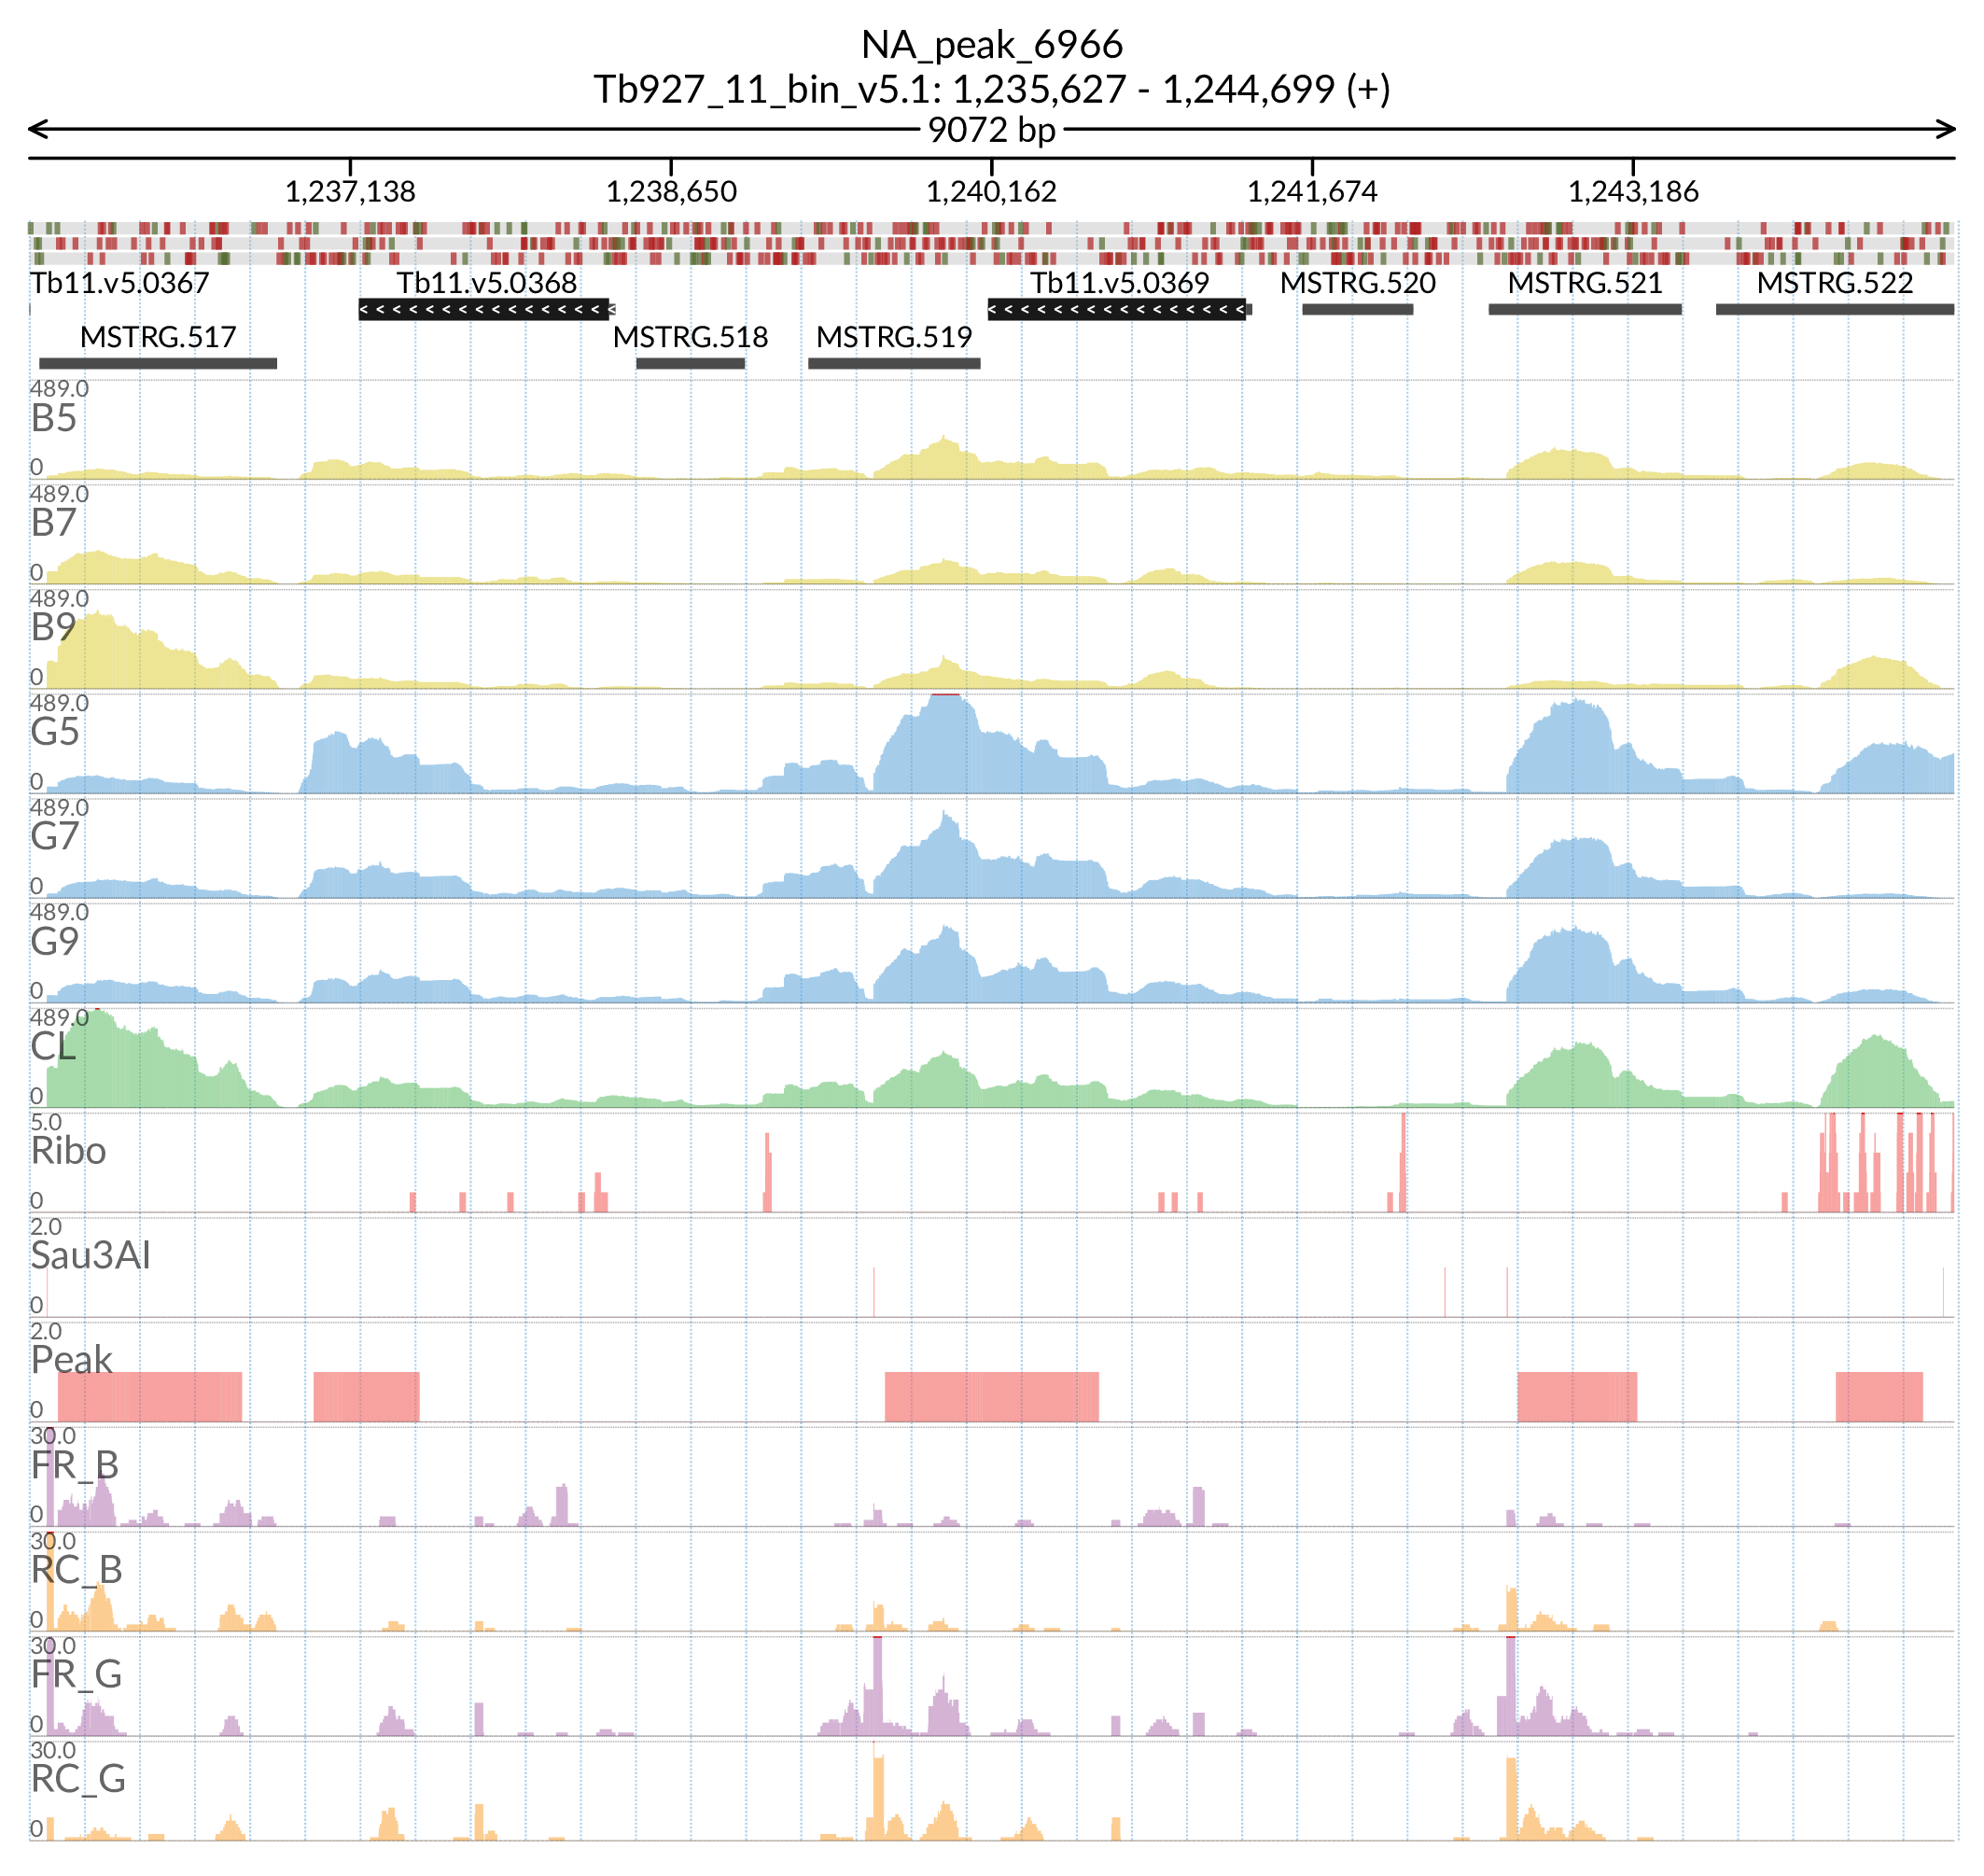 NA_peak_6966
Tb927_11_bin_v5.1: 1,235,627 - 1,244,699 (+)
9072 bp
1,237,138 1,238,650 1,240,162 1,241,674 1,243,186
Tb11.v5.0367 Tb11.v5.0368 Tb11.v5.0369 MSTRG.520 MSTRG.521 MSTRG.522
MSTRG.517 MSTRG.518 MSTRG.519
489.0
B5
0
489.0
B7
0
489.0
B9
0
489.0
G5
0
489.0
G7
0
489.0
G9
0
489.0
CL
0
5.0
Ribo
0
2.0
Sau3AI
0
2.0
Peak
0
30.0
FR_B
0
30.0
RC_B
0
30.0
FR_G
0
30.0
RC_G
0